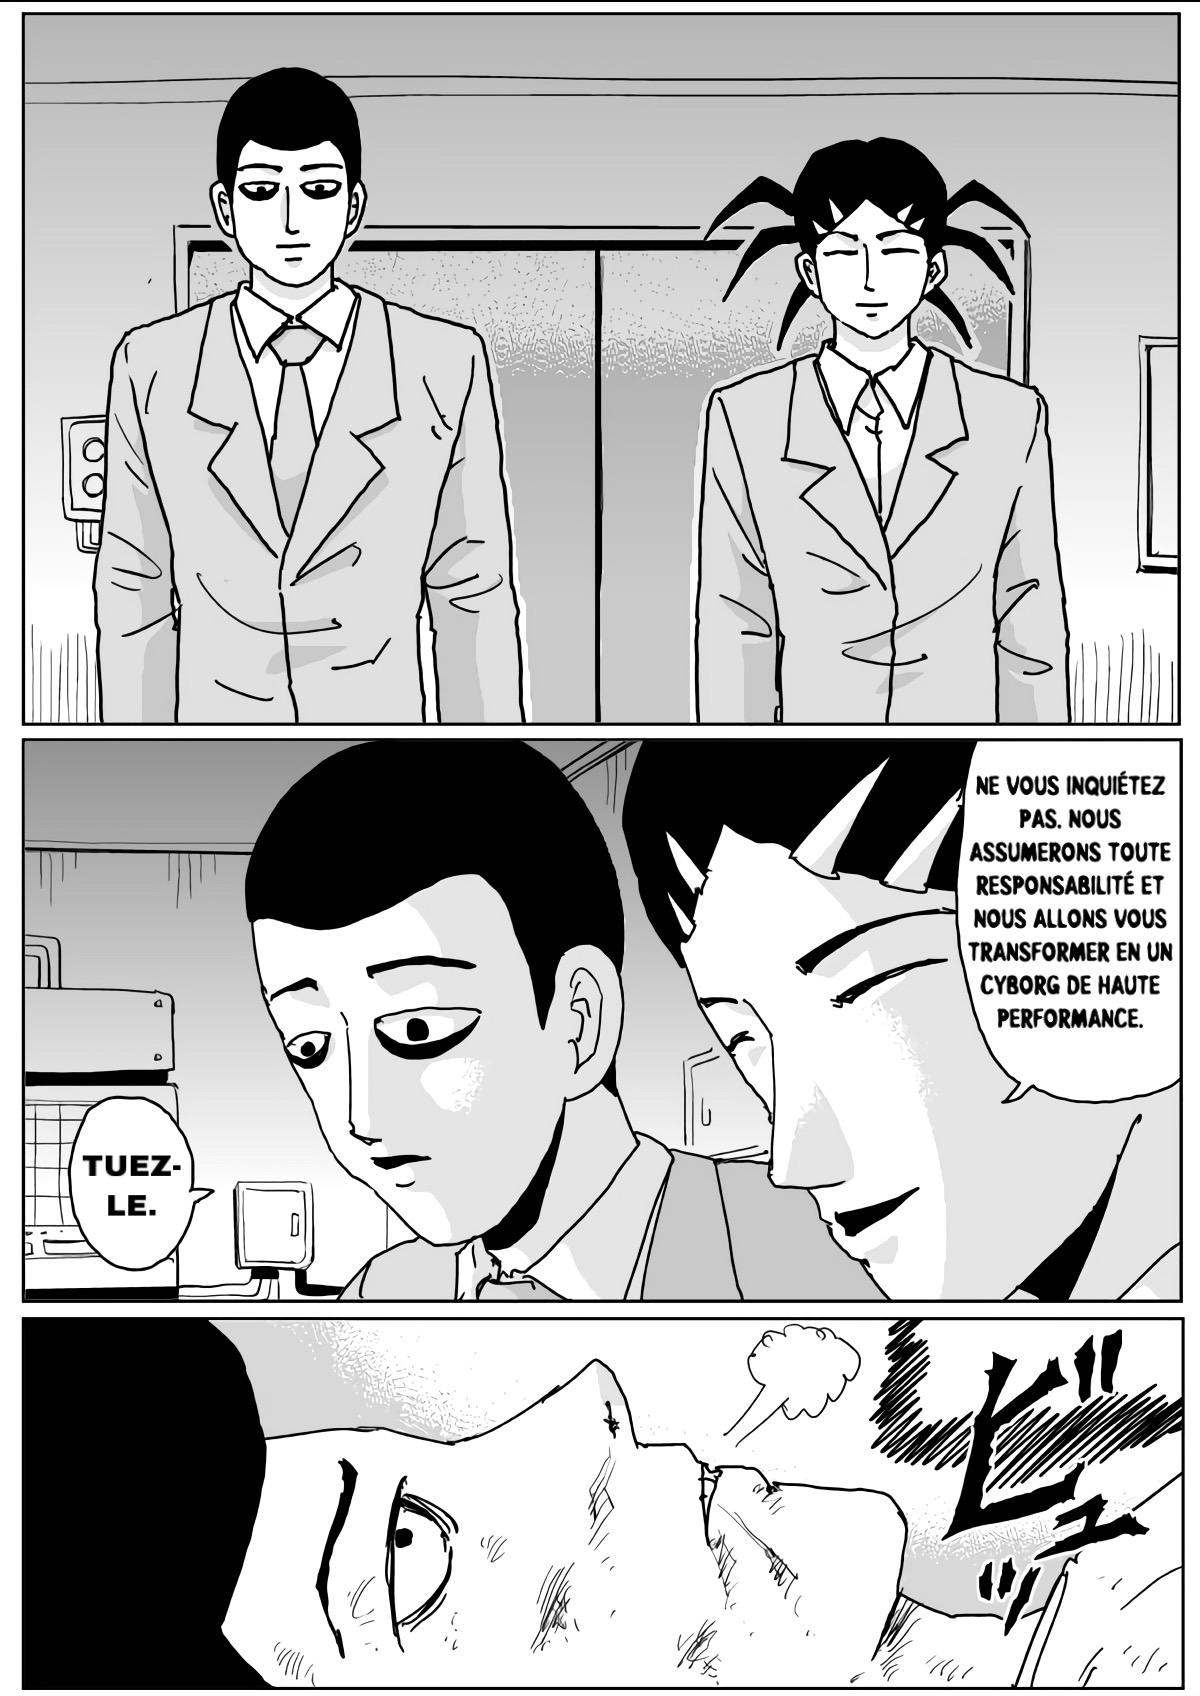 NE VOUS INQUIÉTEZ
PAS. NOUS
ASSUMERONS TOUTE
RESPONSABILITÉ ET
NOUS ALLONS VOUS
TRANSFORMER EN UN
CYBORG DE HAUTE
PERFORMANCE.
TUEZ-
LE.
ビュ